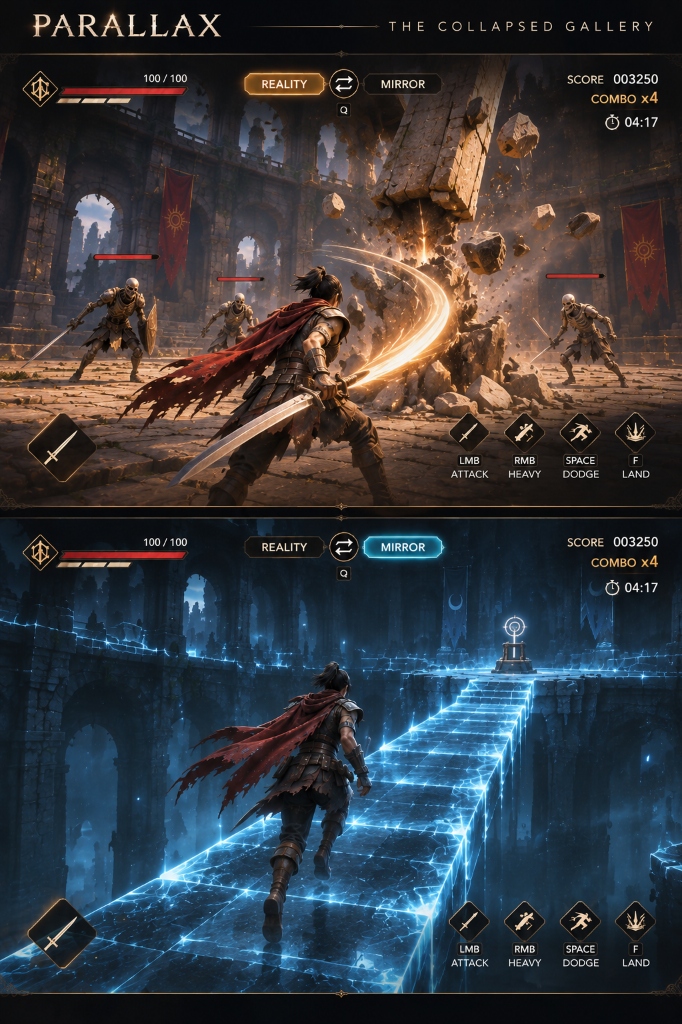 PARALLAX
THE COLLAPSED GALLERY
100 / 100
REALITY
MIRROR
Q
SCORE 003250
COMBO x4
04:17
LMB
ATTACK
RMB
HEAVY
SPACE
DODGE
F
LAND
100 / 100
REALITY
MIRROR
Q
SCORE 003250
COMBO x4
04:17
LMB
ATTACK
RMB
HEAVY
SPACE
DODGE
F
LAND